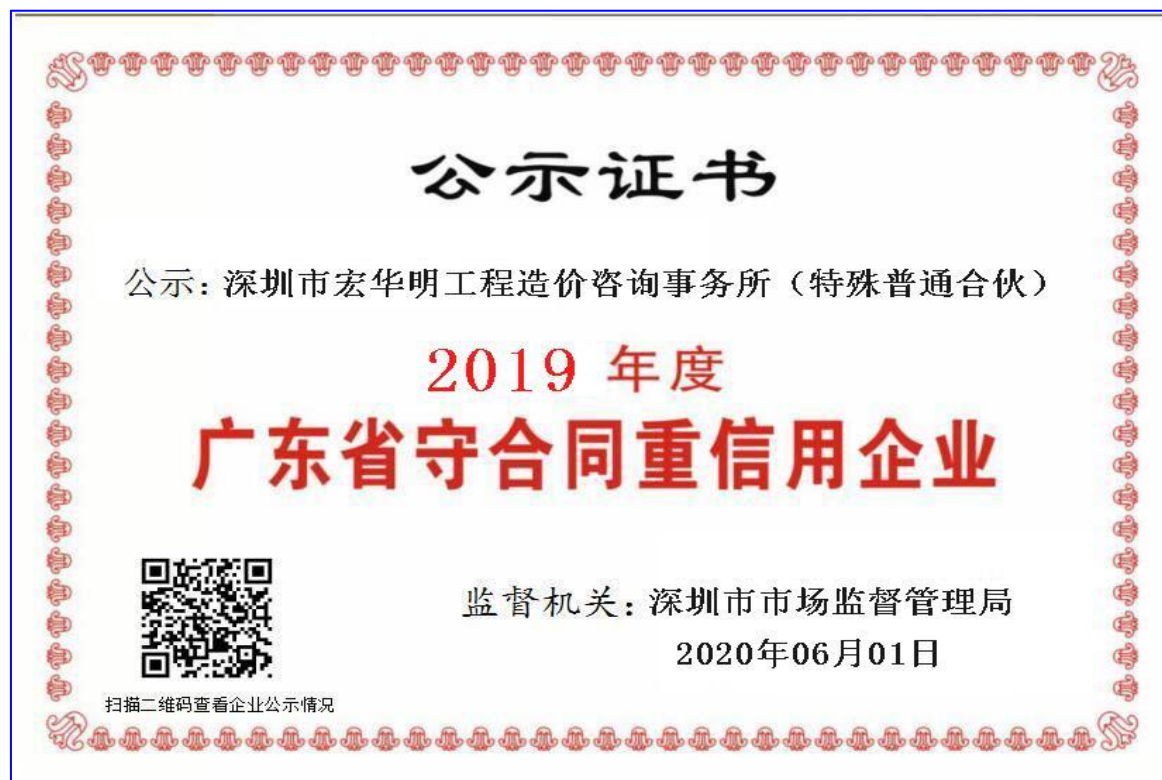 公示证书
公示：深圳市宏华明工程造价咨询事务所（特殊普通合伙）
2019 年度
广东省守合同重信用企业
监督机关：深圳市市场监督管理局
2020年06月01日
扫描二维码查看企业公示情况